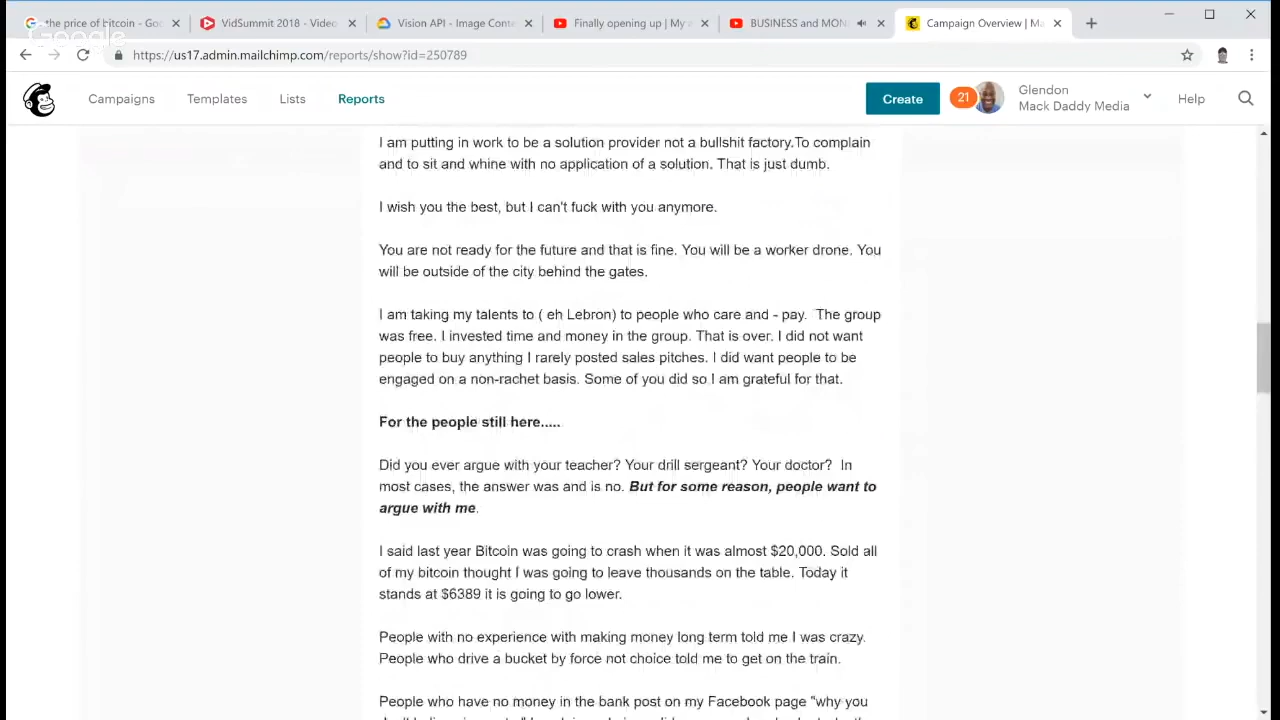 the price of bitcoin - Goo
VidSummit 2018 - Video
Vision API - Image Conte
Finally opening up | My
BUSINESS and MON
Campaign Overview | Ma
Google
https://us17.admin.mailchimp.com/reports/show?id=250789
Campaigns
Templates
Lists
Reports
Create
21
Glendon
Mack Daddy Media
Help
I am putting in work to be a solution provider not a bullshit factory.To complain
and to sit and whine with no application of a solution. That is just dumb.
I wish you the best, but I can't fuck with you anymore.
You are not ready for the future and that is fine. You will be a worker drone. You
will be outside of the city behind the gates.
I am taking my talents to ( eh Lebron) to people who care and - pay.  The group
was free. I invested time and money in the group. That is over. I did not want
people to buy anything I rarely posted sales pitches. I did want people to be
engaged on a non-rachet basis. Some of you did so I am grateful for that.
For the people still here.....
Did you ever argue with your teacher? Your drill sergeant? Your doctor?  In
most cases, the answer was and is no. But for some reason, people want to
argue with me.
I said last year Bitcoin was going to crash when it was almost $20,000. Sold all
of my bitcoin thought I was going to leave thousands on the table. Today it
stands at $6389 it is going to go lower.
People with no experience with making money long term told me I was crazy.
People who drive a bucket by force not choice told me to get on the train.
People who have no money in the bank post on my Facebook page "why you